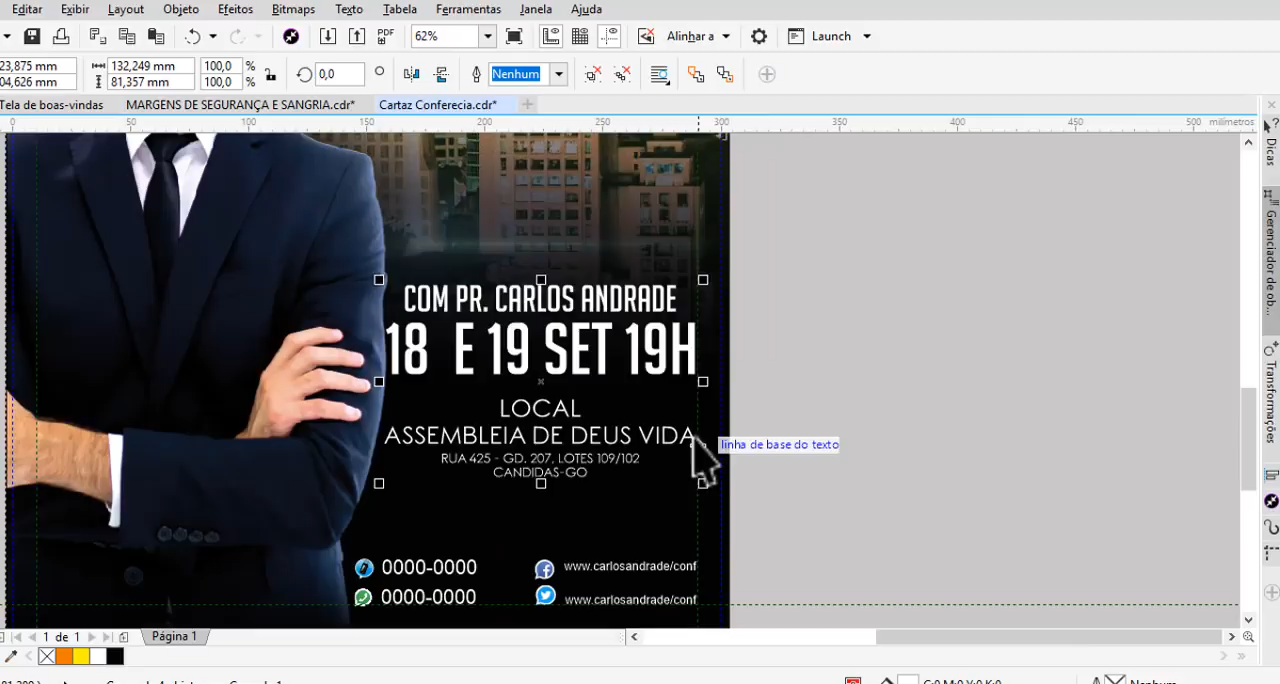 Editar Exibir Layout Objeto Efeitos Bitmaps Texto Tabela Ferramentas Janela Ajuda
PDF 62% Alinhar a Launch
23,875 mm 132,249 mm 100,0 % 0,0 Nenhum
04,626 mm 81,357 mm 100,0 %
Tela de boas-vindas MARGENS DE SEGURANÇA E SANGRIA.cdr* Cartaz Conferecia.cdr*
0 50 100 150 200 250 300 350 400 450 500 milímetros
Dicas
Gerenciador de ob...
Transformações
COM PR. CARLOS ANDRADE
18 E 19 SET 19H
LOCAL
ASSEMBLEIA DE DEUS VIDA
linha de base do texto
RUA 425 - GD. 207, LOTES 109/102
CANDIDAS-GO
0000-0000 www.carlosandrade/conf
0000-0000 www.carlosandrade/conf
1 de 1 Página 1